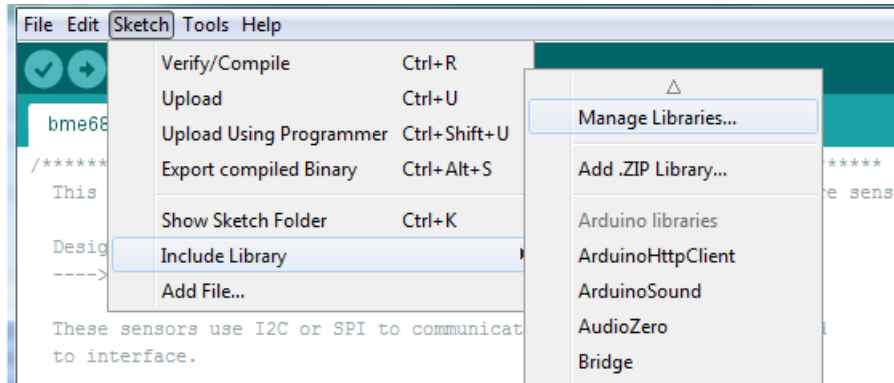 File Edit Sketch Tools Help
Verify/Compile Ctrl+R
Upload Ctrl+U
Upload Using Programmer Ctrl+Shift+U
Export compiled Binary Ctrl+Alt+S
Show Sketch Folder Ctrl+K
Include Library
Add File...
Manage Libraries...
Add .ZIP Library...
Arduino libraries
ArduinoHttpClient
ArduinoSound
AudioZero
Bridge
bme68
/******* *****
This e sens
Desig
---->
These sensors use I2C or SPI to communicat
to interface.